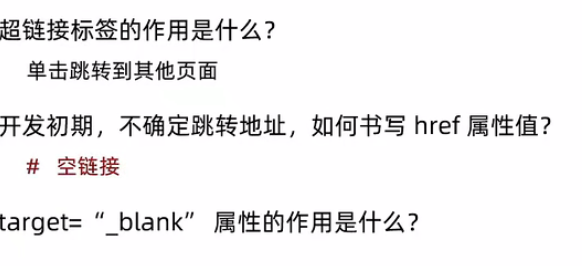 超链接标签的作用是什么？
单击跳转到其他页面
开发初期，不确定跳转地址，如何书写 href 属性值？
# 空链接
target=“_blank” 属性的作用是什么？